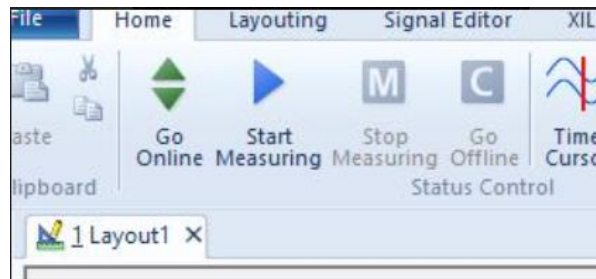 File Home Layouting Signal Editor XIL
M C
aste Go Start Stop Go Time
Online Measuring Measuring Offline Curso
lipboard Status Control
1 Layout1